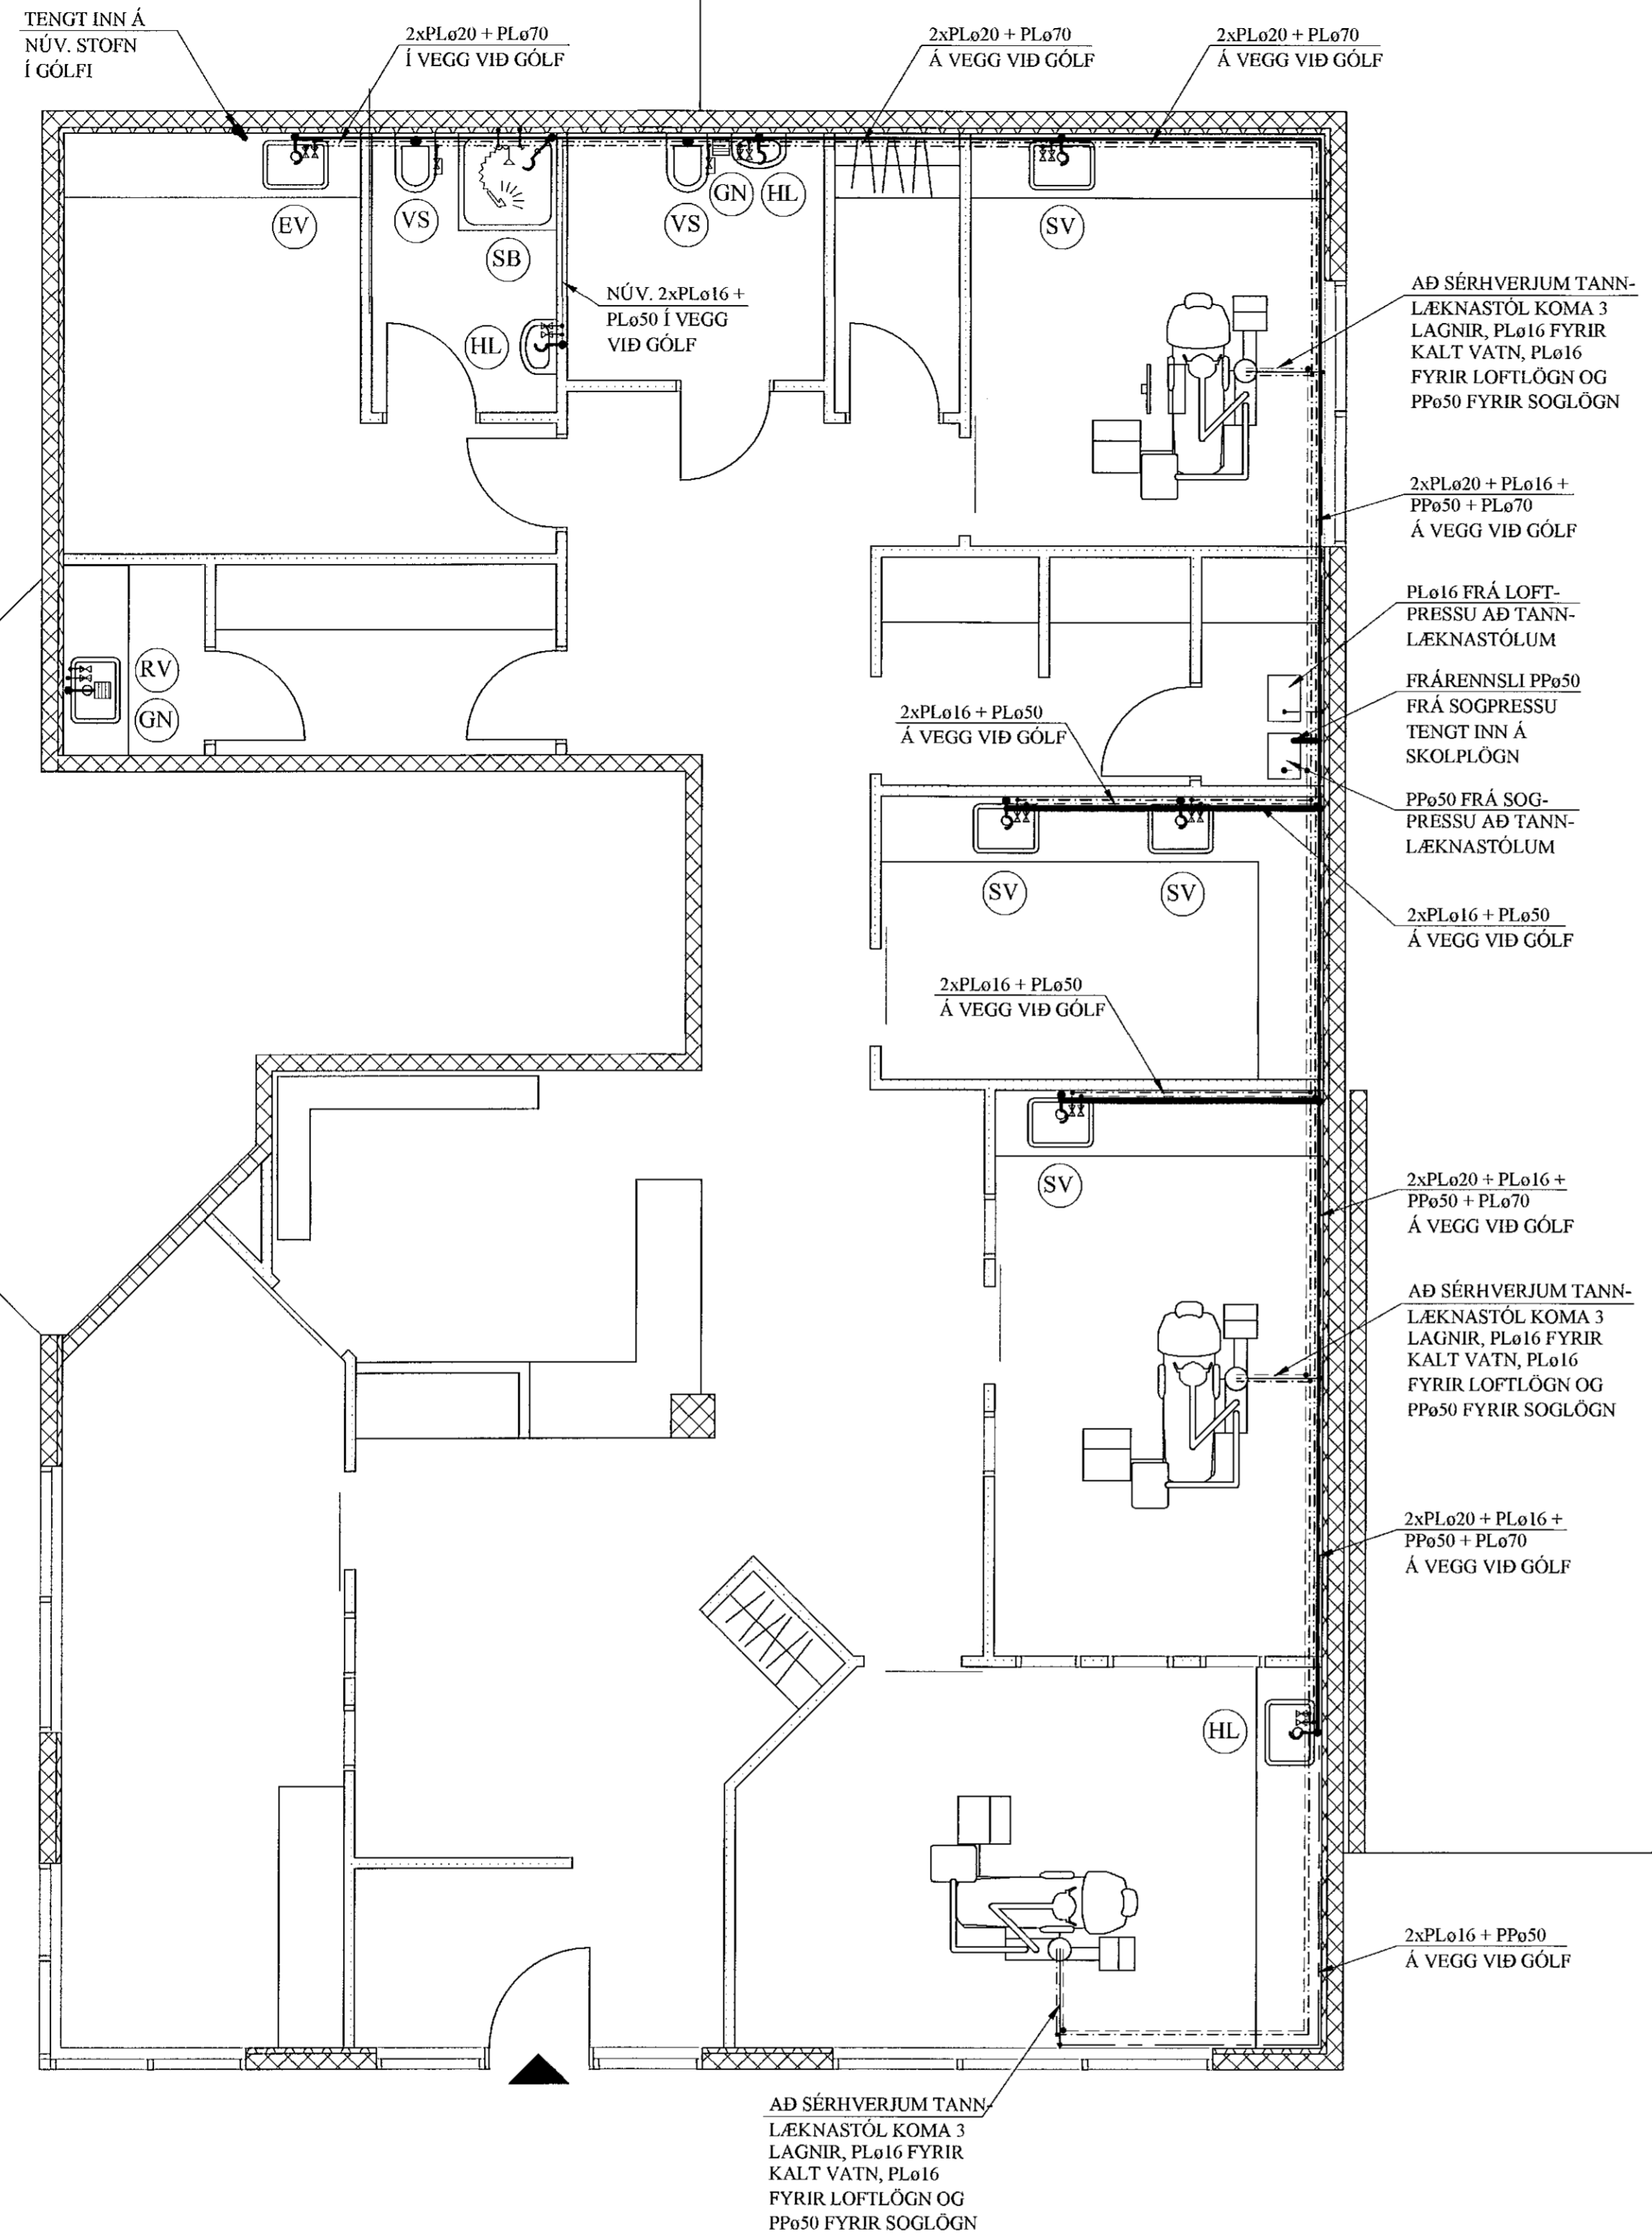 TENGT INN Á
NÚV. STOFN
Í GÓLFI
2xPLø20 + PLø70
Í VEGG VIÐ GÓLF
2xPLø20 + PLø70
Á VEGG VIÐ GÓLF
2xPLø20 + PLø70
Á VEGG VIÐ GÓLF
EV
VS
SB
HL
VS
GN
HL
SV
NÚV. 2xPLø16 +
PLø50 Í VEGG
VIÐ GÓLF
AÐ SÉRHVERJUM TANN-
LÆKNASTÓL KOMA 3
LAGNIR, PLø16 FYRIR
KALT VATN, PLø16
FYRIR LOFTLÖGN OG
PPø50 FYRIR SOGLÖGN
2xPLø20 + PLø16 +
PPø50 + PLø70
Á VEGG VIÐ GÓLF
PLø16 FRÁ LOFT-
PRESSU AÐ TANN-
LÆKNASTÓLUM
RV
GN
FRÁRENNSLI PPø50
FRÁ SOGPRESSU
TENGT INN Á
SKOLPLÖGN
2xPLø16 + PLø50
Á VEGG VIÐ GÓLF
PPø50 FRÁ SOG-
PRESSU AÐ TANN-
LÆKNASTÓLUM
SV
SV
2xPLø16 + PLø50
Á VEGG VIÐ GÓLF
2xPLø16 + PLø50
Á VEGG VIÐ GÓLF
SV
2xPLø20 + PLø16 +
PPø50 + PLø70
Á VEGG VIÐ GÓLF
AÐ SÉRHVERJUM TANN-
LÆKNASTÓL KOMA 3
LAGNIR, PLø16 FYRIR
KALT VATN, PLø16
FYRIR LOFTLÖGN OG
PPø50 FYRIR SOGLÖGN
2xPLø20 + PLø16 +
PPø50 + PLø70
Á VEGG VIÐ GÓLF
HL
2xPLø16 + PPø50
Á VEGG VIÐ GÓLF
AÐ SÉRHVERJUM TANN-
LÆKNASTÓL KOMA 3
LAGNIR, PLø16 FYRIR
KALT VATN, PLø16
FYRIR LOFTLÖGN OG
PPø50 FYRIR SOGLÖGN